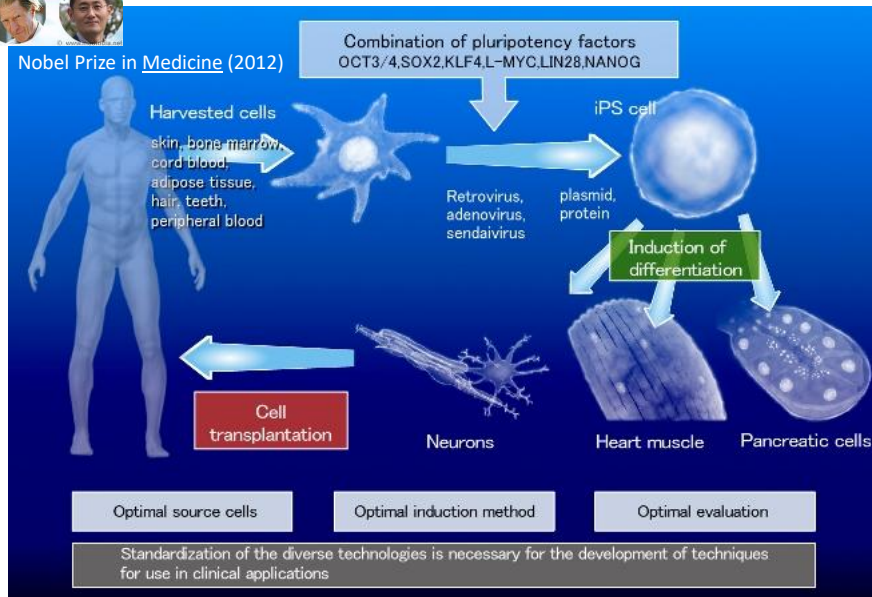 Nobel Prize in Medicine (2012)
Combination of pluripotency factors
OCT3/4,SOX2,KLF4,L-MYC,LIN28,NANOG
Harvested cells
skin, bone marrow,
cord blood,
adipose tissue,
hair, teeth,
peripheral blood
iPS cell
Retrovirus,
adenovirus,
sendaivirus
plasmid,
protein
Induction of
differentiation
Cell
transplantation
Neurons
Heart muscle
Pancreatic cells
Optimal source cells
Optimal induction method
Optimal evaluation
Standardization of the diverse technologies is necessary for the development of techniques
for use in clinical applications